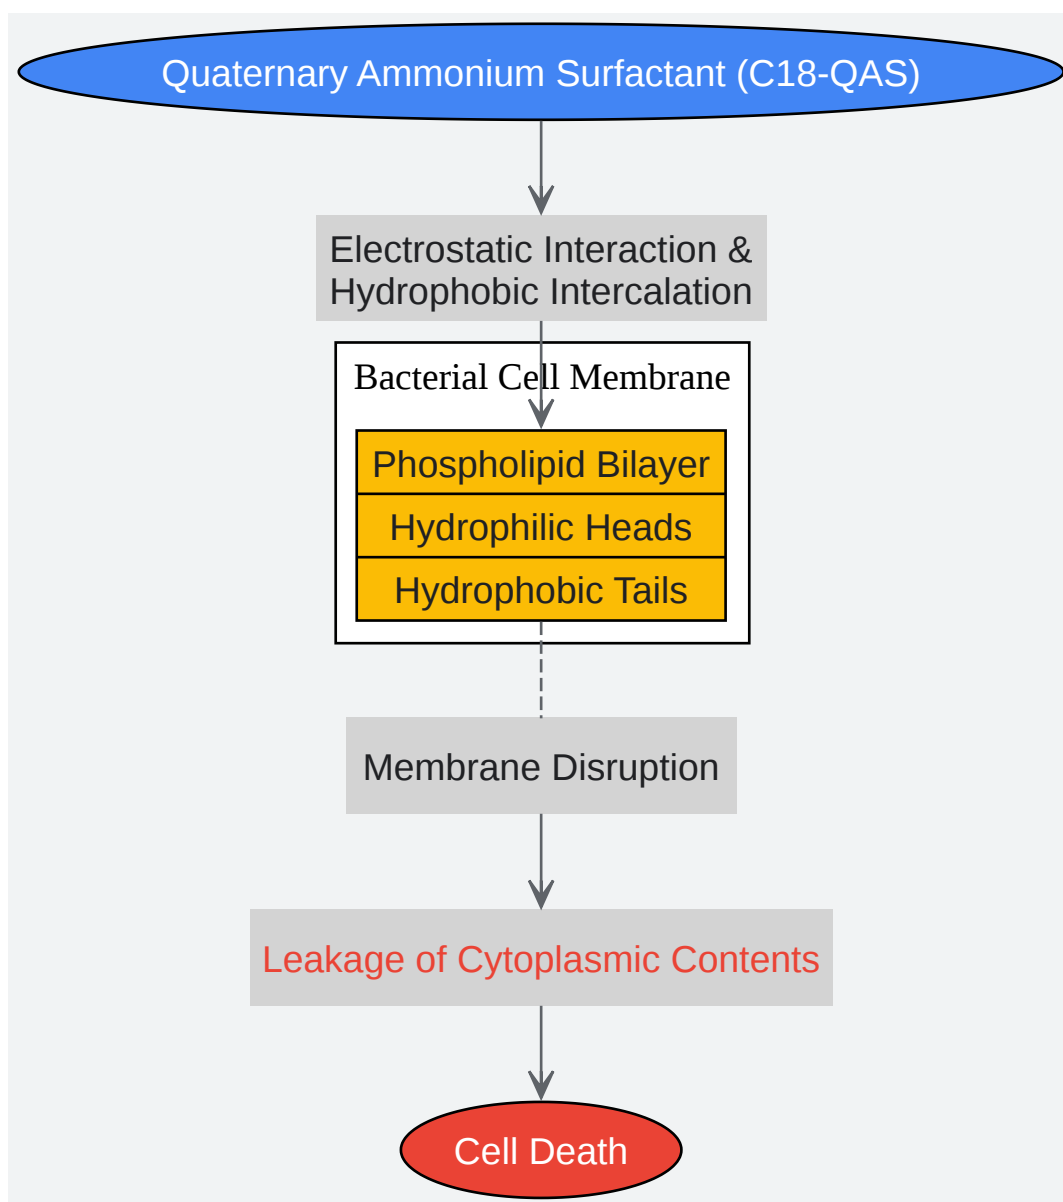 Quaternary Ammonium Surfactant (C18-QAS)
Electrostatic Interaction &
Hydrophobic Intercalation
Bacterial Cell Membrane
Phospholipid Bilayer
Hydrophilic Heads
Hydrophobic Tails
Membrane Disruption
Leakage of Cytoplasmic Contents
Cell Death